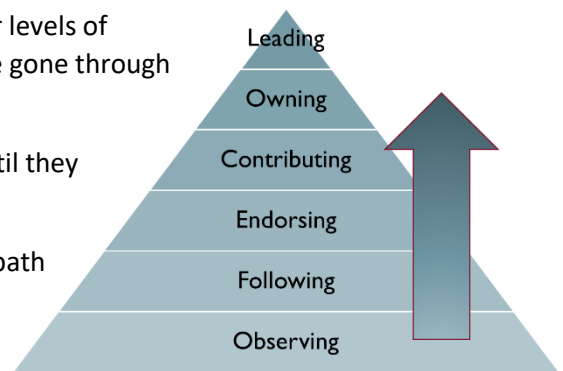 r levels of
e gone through
til they
path
Leading
Owning
Contributing
Endorsing
Following
Observing